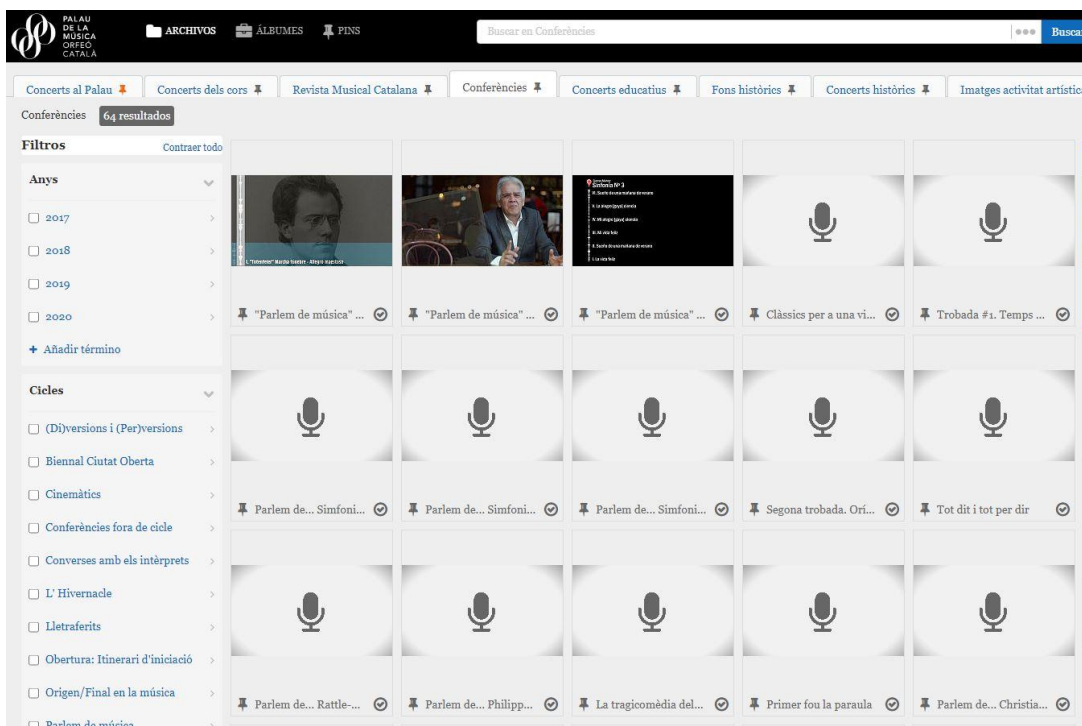 PALAU
DE LA
MÚSICA
ORFEÓ
CATALÀ
ARCHIVOS ÁLBUMES PINS
Buscar en Conferències
Buscar
Concerts al Palau Concerts dels cors Revista Musical Catalana Conferències Concerts educatius Fons històrics Concerts històrics Imatges activitat artística
Conferències 64 resultados
Filtros Contraer todo
Anys
2017
2018
2019
2020
+ Añadir término
Cicles
(Di)versions i (Per)versions
Biennal Ciutat Oberta
Cinemàtics
Conferències fora de cicle
Converses amb els intèrprets
L' Hivernacle
Lletraferits
Obertura: Itinerari d'iniciació
Origen/Final en la música
Parlem de música
Sinfonía Nº 3
"Parlem de música" ... "Parlem de música" ... "Parlem de música" ... Clàssics per a una vi... Trobada #1. Temps ...
Parlem de... Simfoni... Parlem de... Simfoni... Parlem de... Simfoni... Segona trobada. Orí... Tot dit i tot per dir
Parlem de... Rattle-... Parlem de... Philipp... La tragicomèdia del... Primer fou la paraula Parlem de... Christia...